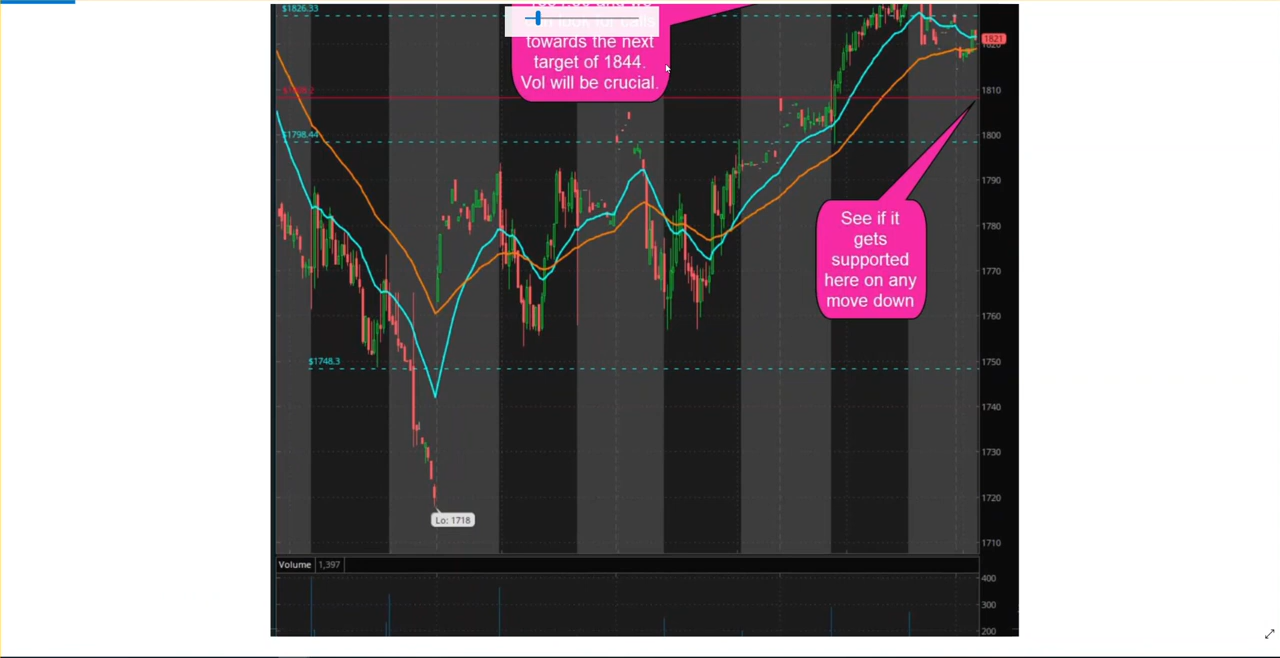 $1826.33
towards the next
target of 1844.
Vol will be crucial.
1821
1810
$1798.44
1800
1790
See if it
gets
supported
here on any
move down
1780
1770
1760
$1748.3
1750
1740
1730
1720
Lo: 1718
1710
Volume 1,397
400
300
200